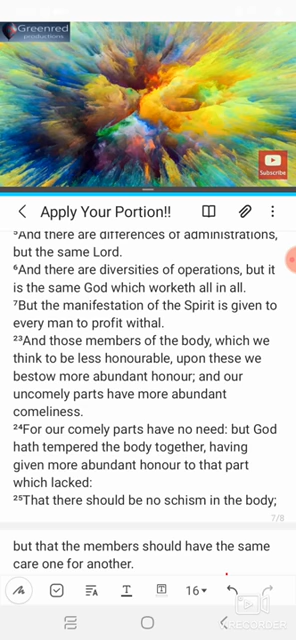 Greenred
productions
Subscribe
Apply Your Portion!!
⁵And there are differences of administrations,
but the same Lord.
⁶And there are diversities of operations, but it
is the same God which worketh all in all.
⁷But the manifestation of the Spirit is given to
every man to profit withal.
²³And those members of the body, which we
think to be less honourable, upon these we
bestow more abundant honour; and our
uncomely parts have more abundant
comeliness.
²⁴For our comely parts have no need: but God
hath tempered the body together, having
given more abundant honour to that part
which lacked:
²⁵That there should be no schism in the body;
7/8
but that the members should have the same
care one for another.
16
RECORDER